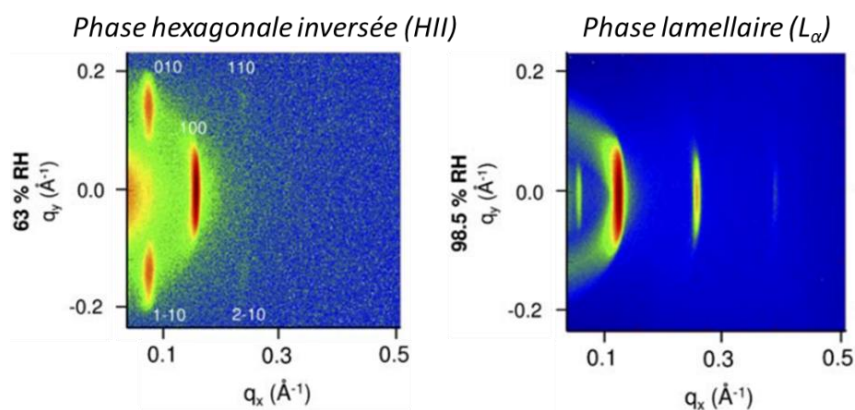 Phase hexagonale inversée (HII)
Phase lamellaire (Lα)
63 % RH
qy (Å-1)
0.2
0.0
-0.2
010
110
100
1-10
2-10
0.1
0.3
0.5
qx (Å-1)
98.5 % RH
qy (Å-1)
0.2
0.0
-0.2
0.1
0.3
0.5
qx (Å-1)